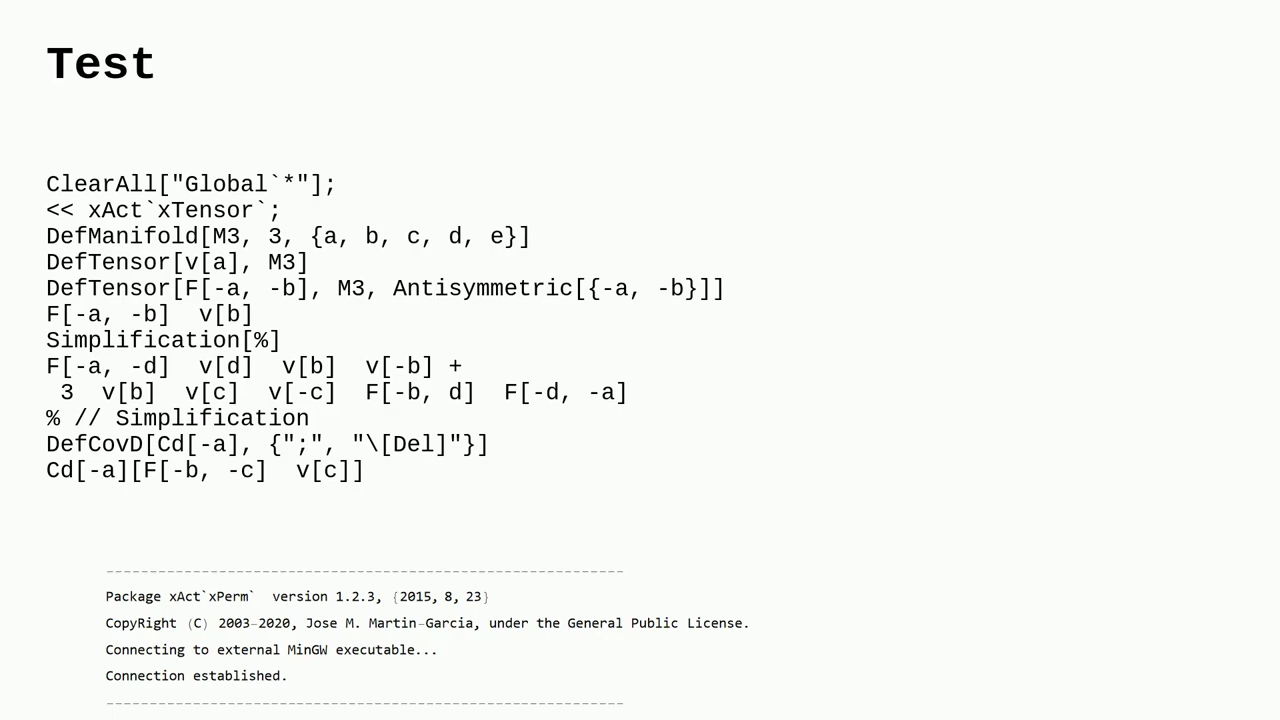 Test
ClearAll["Global`*"];
<< xAct`xTensor`;
DefManifold[M3, 3, {a, b, c, d, e}]
DefTensor[v[a], M3]
DefTensor[F[-a, -b], M3, Antisymmetric[{-a, -b}]]
F[-a, -b]  v[b]
Simplification[%]
F[-a, -d]  v[d]  v[b]  v[-b] +
 3  v[b]  v[c]  v[-c]  F[-b, d]  F[-d, -a]
% // Simplification
DefCovD[Cd[-a], {";", "\[Del]"}]
Cd[-a][F[-b, -c]  v[c]]
------------------------------------------------------------
Package xAct`xPerm`  version 1.2.3, {2015, 8, 23}
CopyRight (C) 2003-2020, Jose M. Martin-Garcia, under the General Public License.
Connecting to external MinGW executable...
Connection established.
------------------------------------------------------------